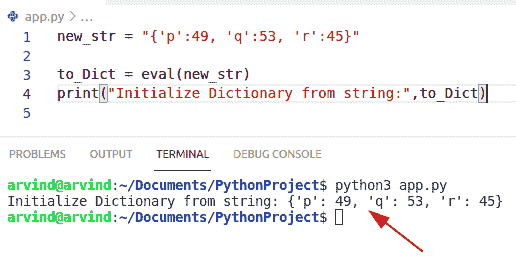 app.py > ...
1 new_str = "{'p':49, 'q':53, 'r':45}"
2
3 to_Dict = eval(new_str)
4 print("Initialize Dictionary from string:",to_Dict)
5
PROBLEMS OUTPUT TERMINAL DEBUG CONSOLE
arvind@arvind:~/Documents/PythonProject$ python3 app.py
Initialize Dictionary from string: {'p': 49, 'q': 53, 'r': 45}
arvind@arvind:~/Documents/PythonProject$